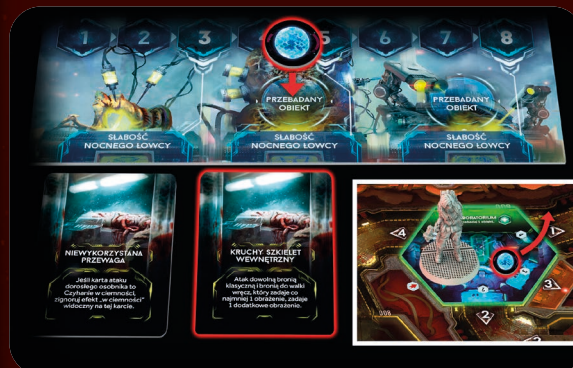 1 2 3 5 6 7 8
PRZEBADANY
OBIEKT
PRZEBADANY
OBIEKT
SŁABOŚĆ
NOCNEGO ŁOWCY
SŁABOŚĆ
NOCNEGO ŁOWCY
SŁABOŚĆ
NOCNEGO ŁOWCY
NIEWYKORZYSTANA
PRZEWAGA
Jeśli karta ataku
dorosłego osobnika to
Czyhanie w ciemności,
zignoruj efekt „w ciemności”
widoczny na tej karcie.
KRUCHY SZKIELET
WEWNĘTRZNY
Atak dowolną bronią
klasyczną i bronią do walki
wręcz, który zadaje co
najmniej 1 obrażenie, zadaje
1 dodatkowe obrażenie.
4
1
3
2